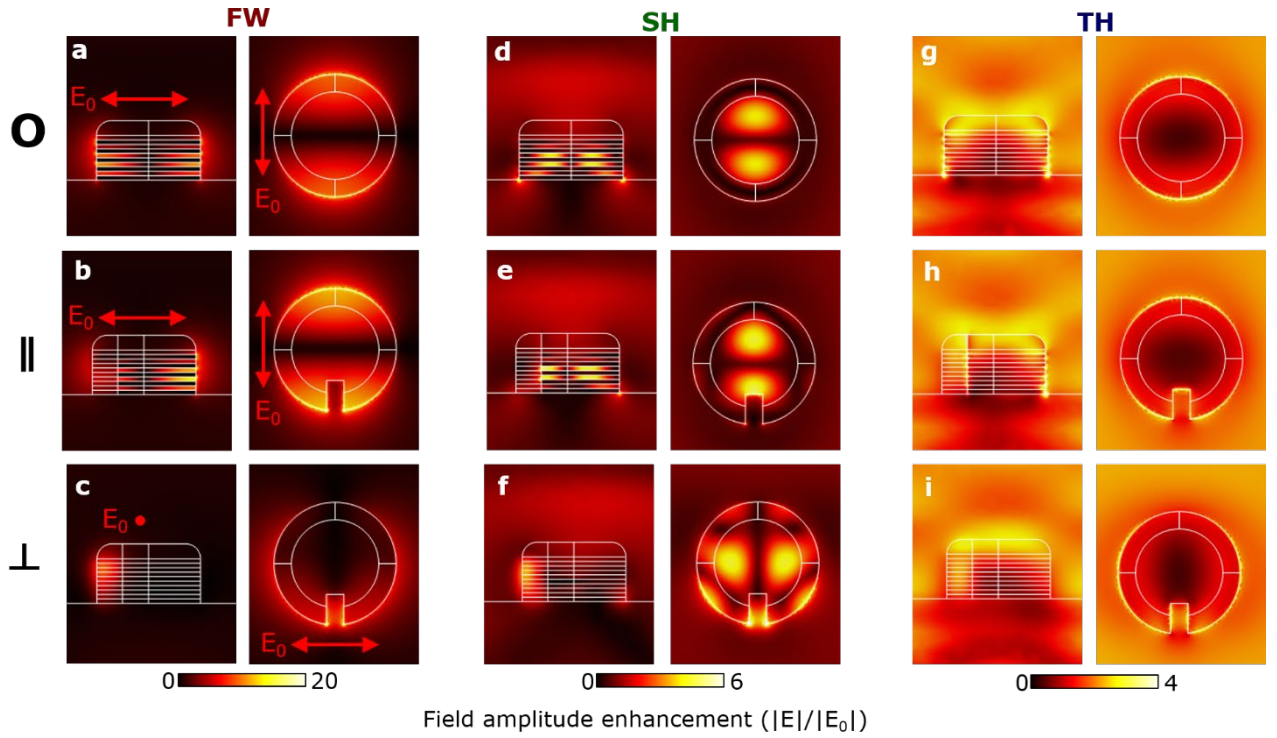 FW
SH
TH
a
d
g
O
E₀
E₀
b
e
h
∥
E₀
E₀
c
f
i
⊥
E₀
E₀
0 20
0 6
0 4
Field amplitude enhancement (|E|/|E₀|)